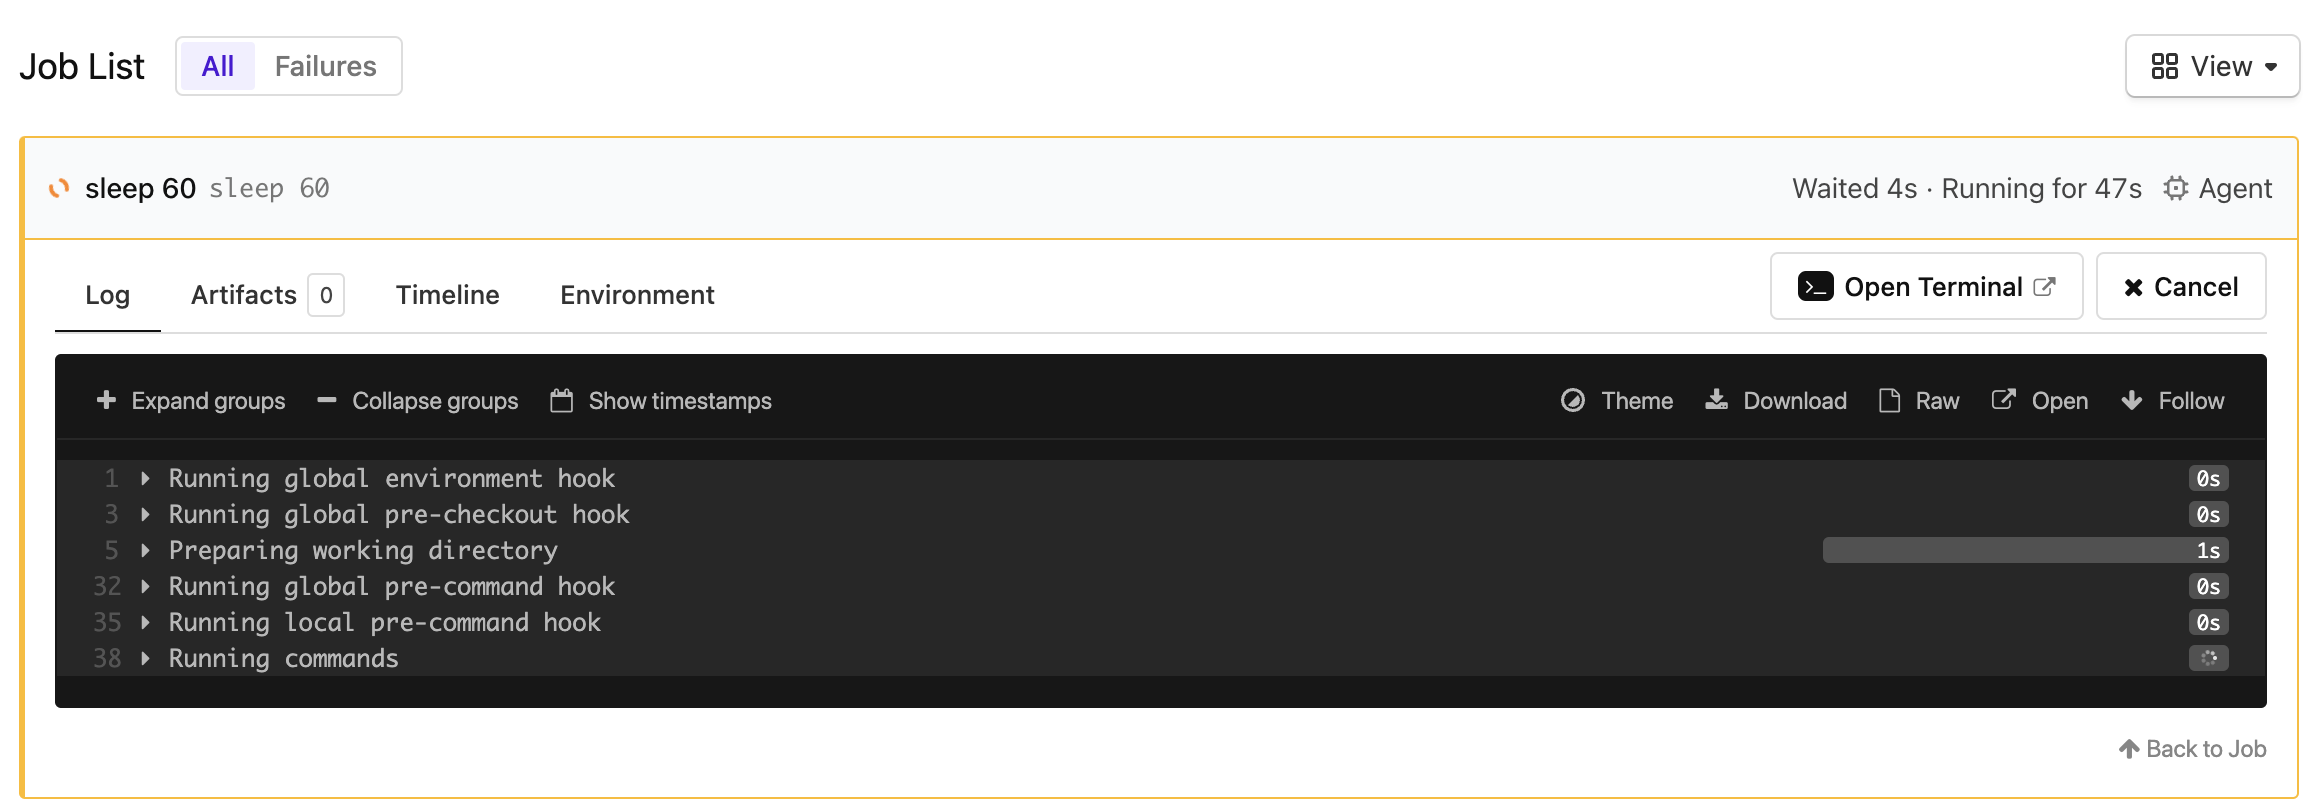 Job List All Failures View
sleep 60 sleep 60 Waited 4s · Running for 47s Agent
Log Artifacts 0 Timeline Environment Open Terminal Cancel
Expand groups Collapse groups Show timestamps Theme Download Raw Open Follow
1 Running global environment hook 0s
3 Running global pre-checkout hook 0s
5 Preparing working directory 1s
32 Running global pre-command hook 0s
35 Running local pre-command hook 0s
38 Running commands
Back to Job